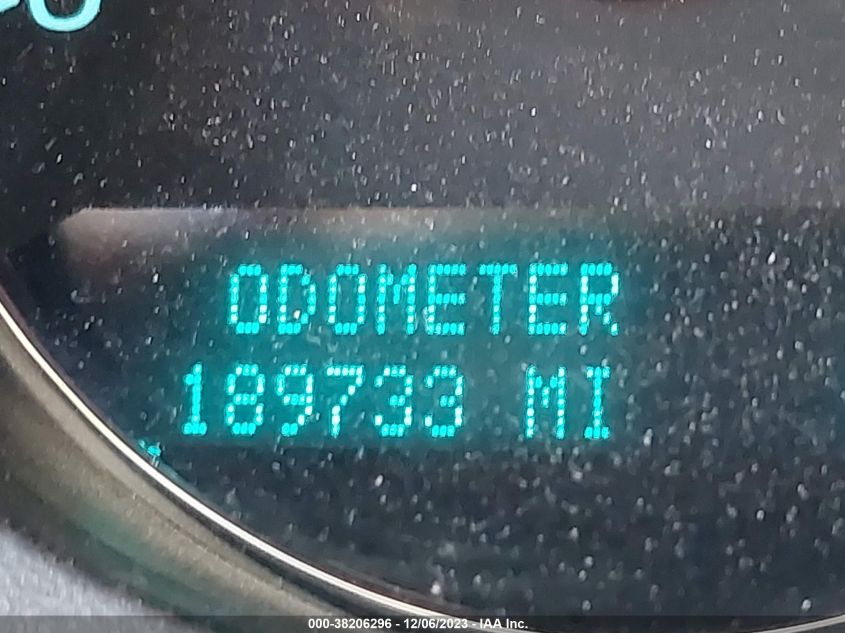 ODOMETER
189733 MI
000-38206296 - 12/06/2023 - IAA Inc.